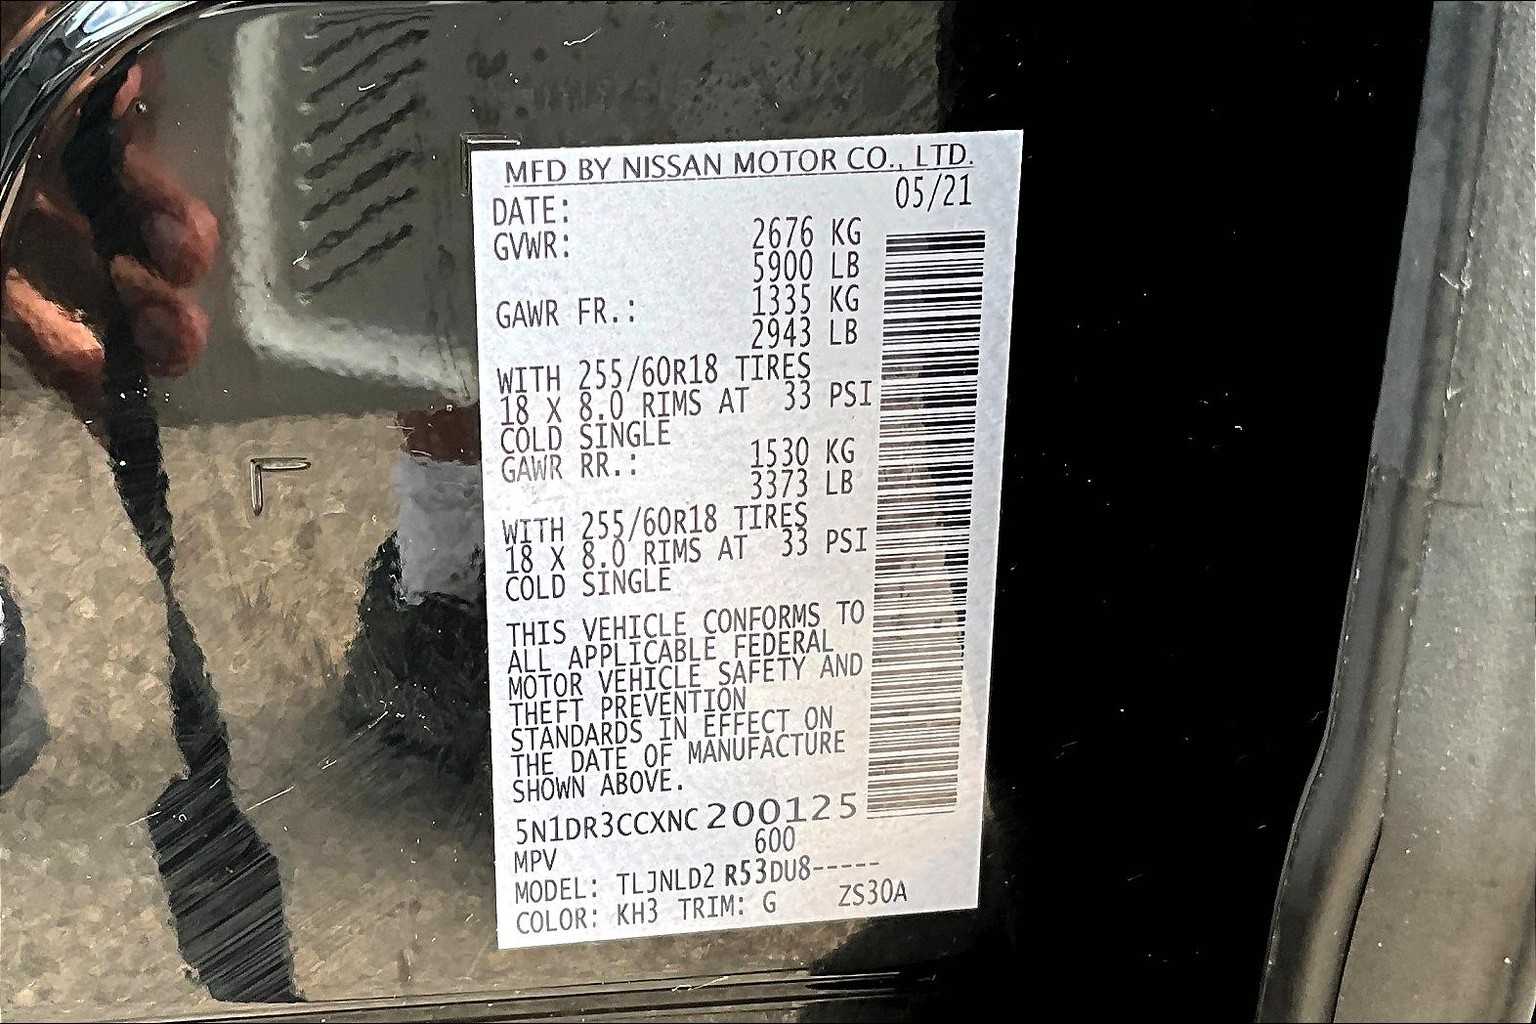 MFD BY NISSAN MOTOR CO., LTD.
DATE: 05/21
GVWR: 2676 KG
5900 LB
GAWR FR.: 1335 KG
2943 LB
WITH 255/60R18 TIRES
18 X 8.0 RIMS AT 33 PSI
COLD SINGLE
GAWR RR.: 1530 KG
3373 LB
WITH 255/60R18 TIRES
18 X 8.0 RIMS AT 33 PSI
COLD SINGLE
THIS VEHICLE CONFORMS TO
ALL APPLICABLE FEDERAL
MOTOR VEHICLE SAFETY AND
THEFT PREVENTION
STANDARDS IN EFFECT ON
THE DATE OF MANUFACTURE
SHOWN ABOVE.
5N1DR3CCXNC200125
MPV 600
MODEL: TLJNLD2 R53DU8-----
COLOR: KH3 TRIM: G ZS30A